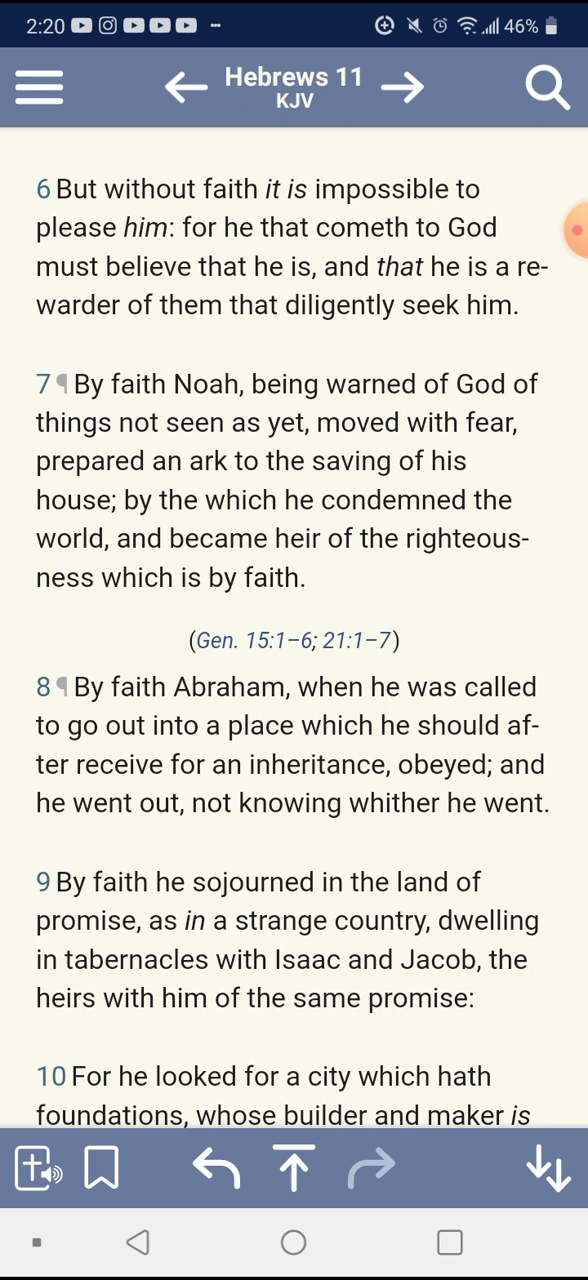 2:20
46%
Hebrews 11
KJV
6 But without faith it is impossible to
please him: for he that cometh to God
must believe that he is, and that he is a re-
warder of them that diligently seek him.
7 ¶ By faith Noah, being warned of God of
things not seen as yet, moved with fear,
prepared an ark to the saving of his
house; by the which he condemned the
world, and became heir of the righteous-
ness which is by faith.
(Gen. 15:1–6; 21:1–7)
8 ¶ By faith Abraham, when he was called
to go out into a place which he should af-
ter receive for an inheritance, obeyed; and
he went out, not knowing whither he went.
9 By faith he sojourned in the land of
promise, as in a strange country, dwelling
in tabernacles with Isaac and Jacob, the
heirs with him of the same promise:
10 For he looked for a city which hath
foundations, whose builder and maker is